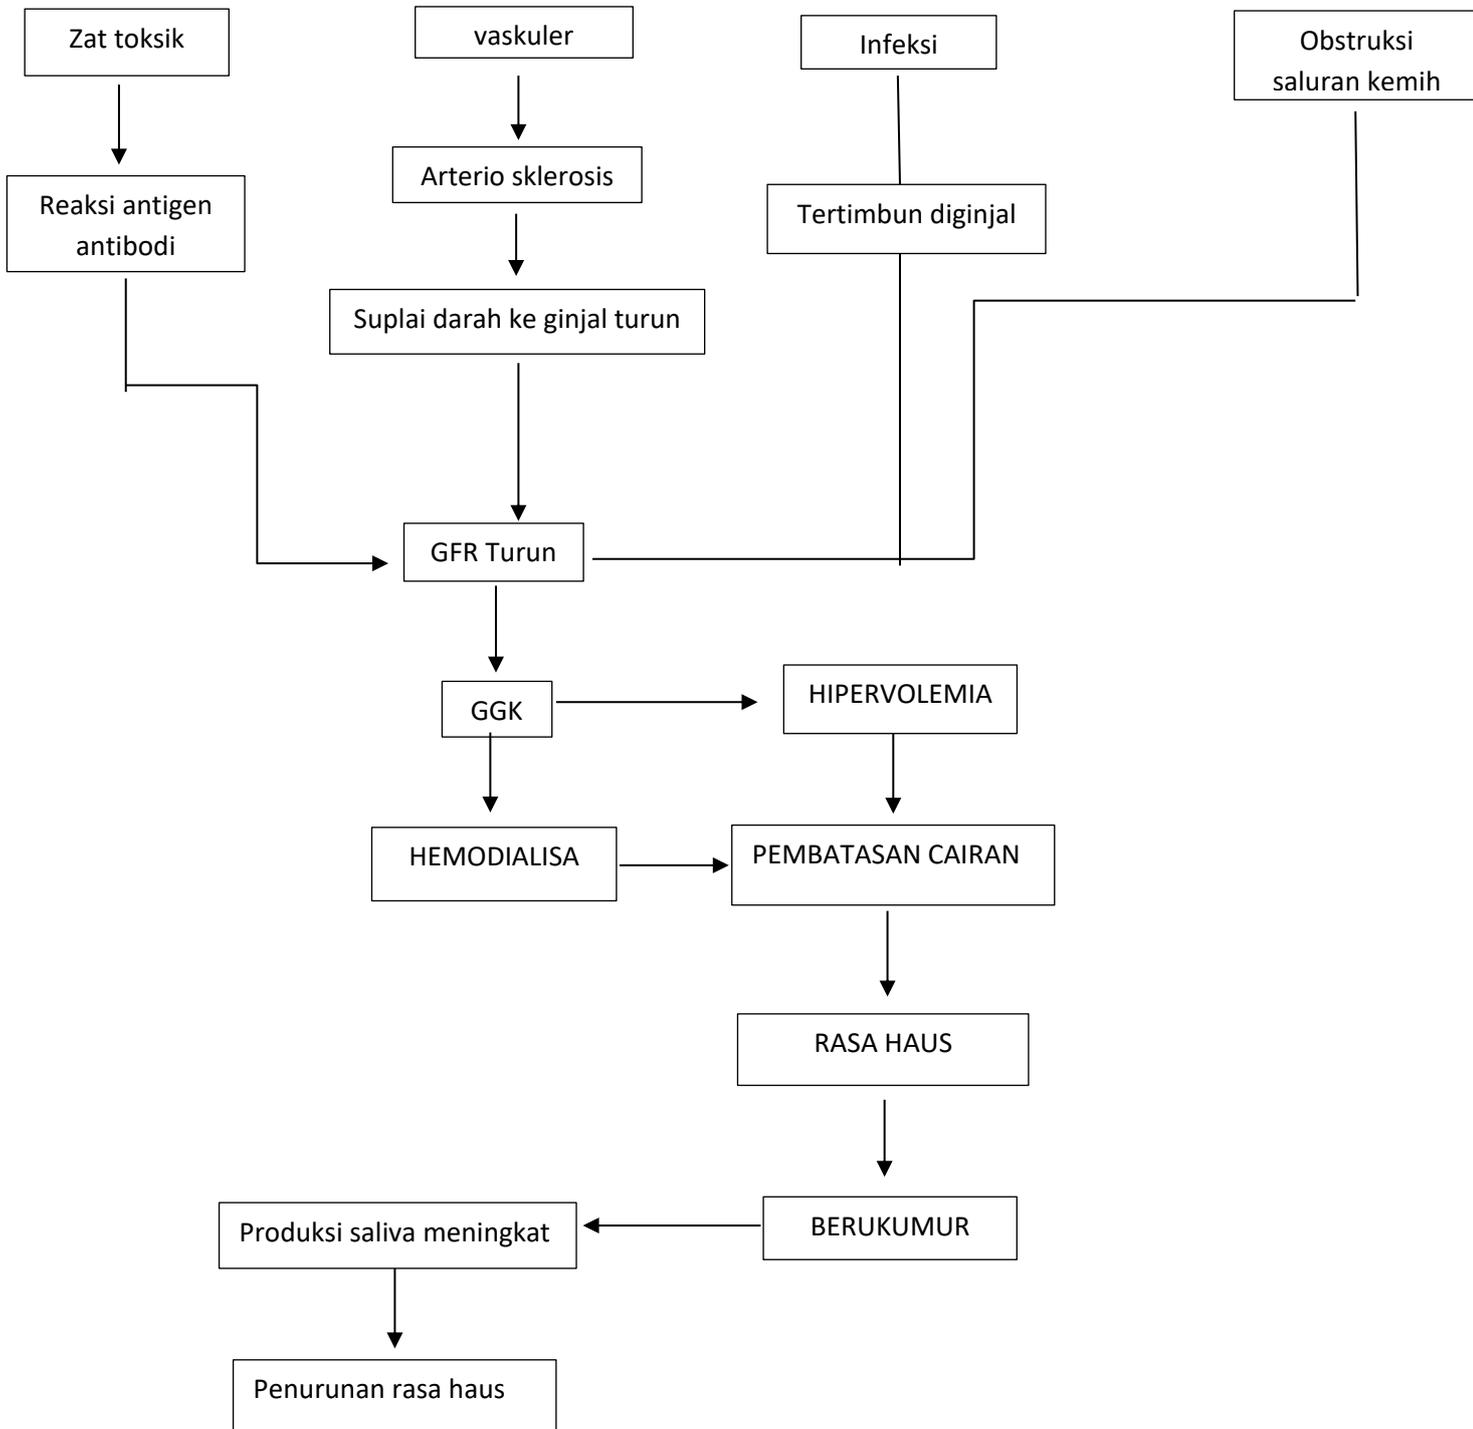 Zat toksik
vaskuler
Infeksi
Obstruksi
saluran kemih
Reaksi antigen
antibodi
Arterio sklerosis
Tertimbun diginjal
Suplai darah ke ginjal turun
GFR Turun
GGK
HIPERVOLEMIA
HEMODIALISA
PEMBATASAN CAIRAN
RASA HAUS
BERUKUMUR
Produksi saliva meningkat
Penurunan rasa haus